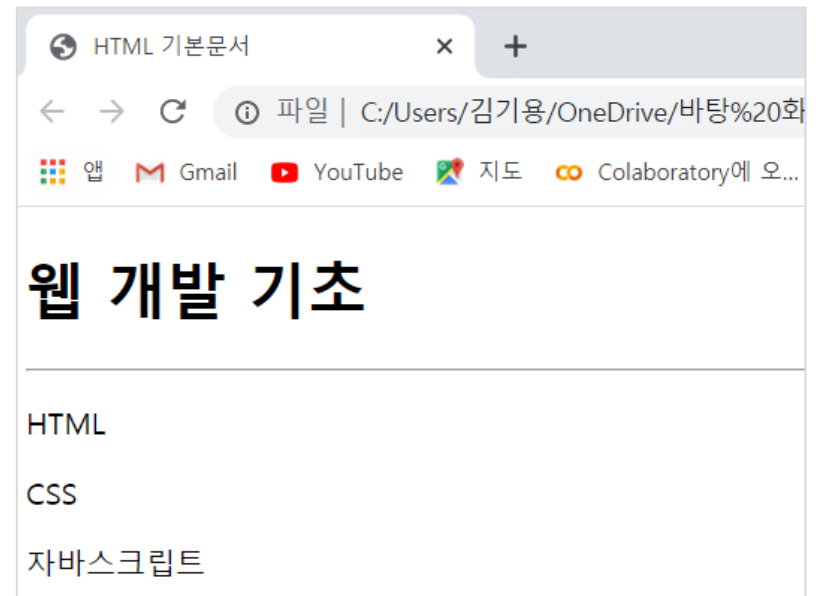 HTML 기본문서
파일 | C:/Users/김기용/OneDrive/바탕%20화
앱 Gmail YouTube 지도 Colaboratory에 오...
웹 개발 기초
HTML
CSS
자바스크립트